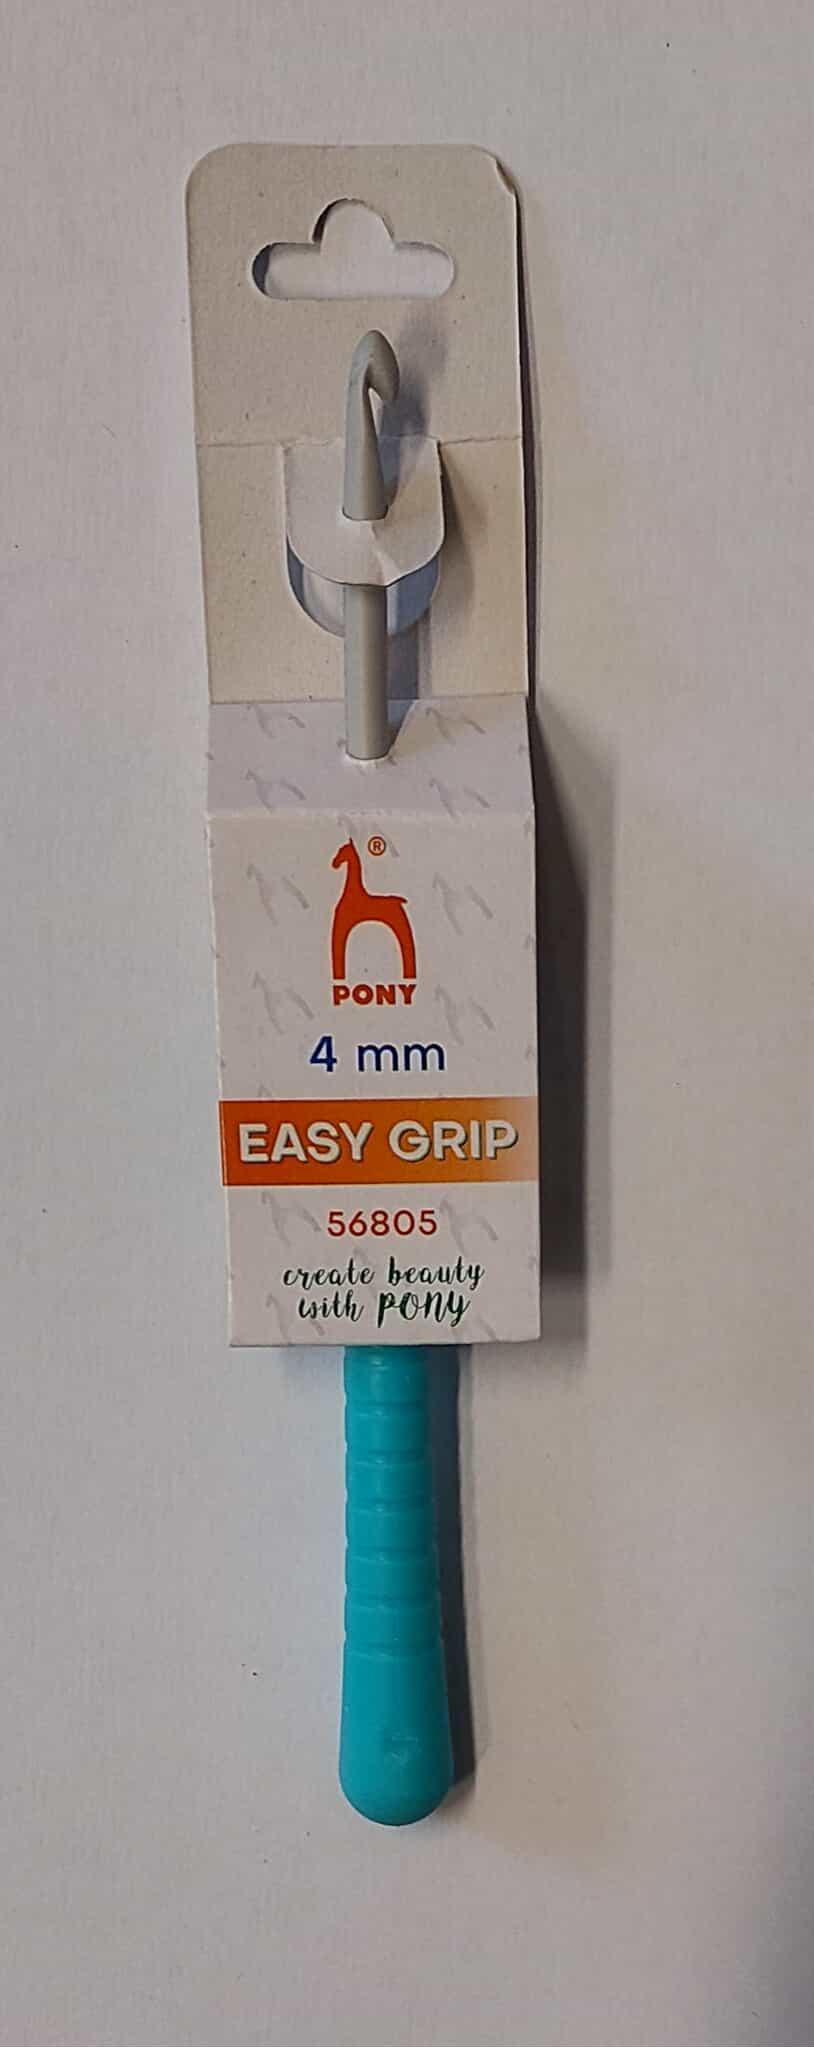 ®
PONY
4 mm
EASY GRIP
56805
create beauty
with PONY